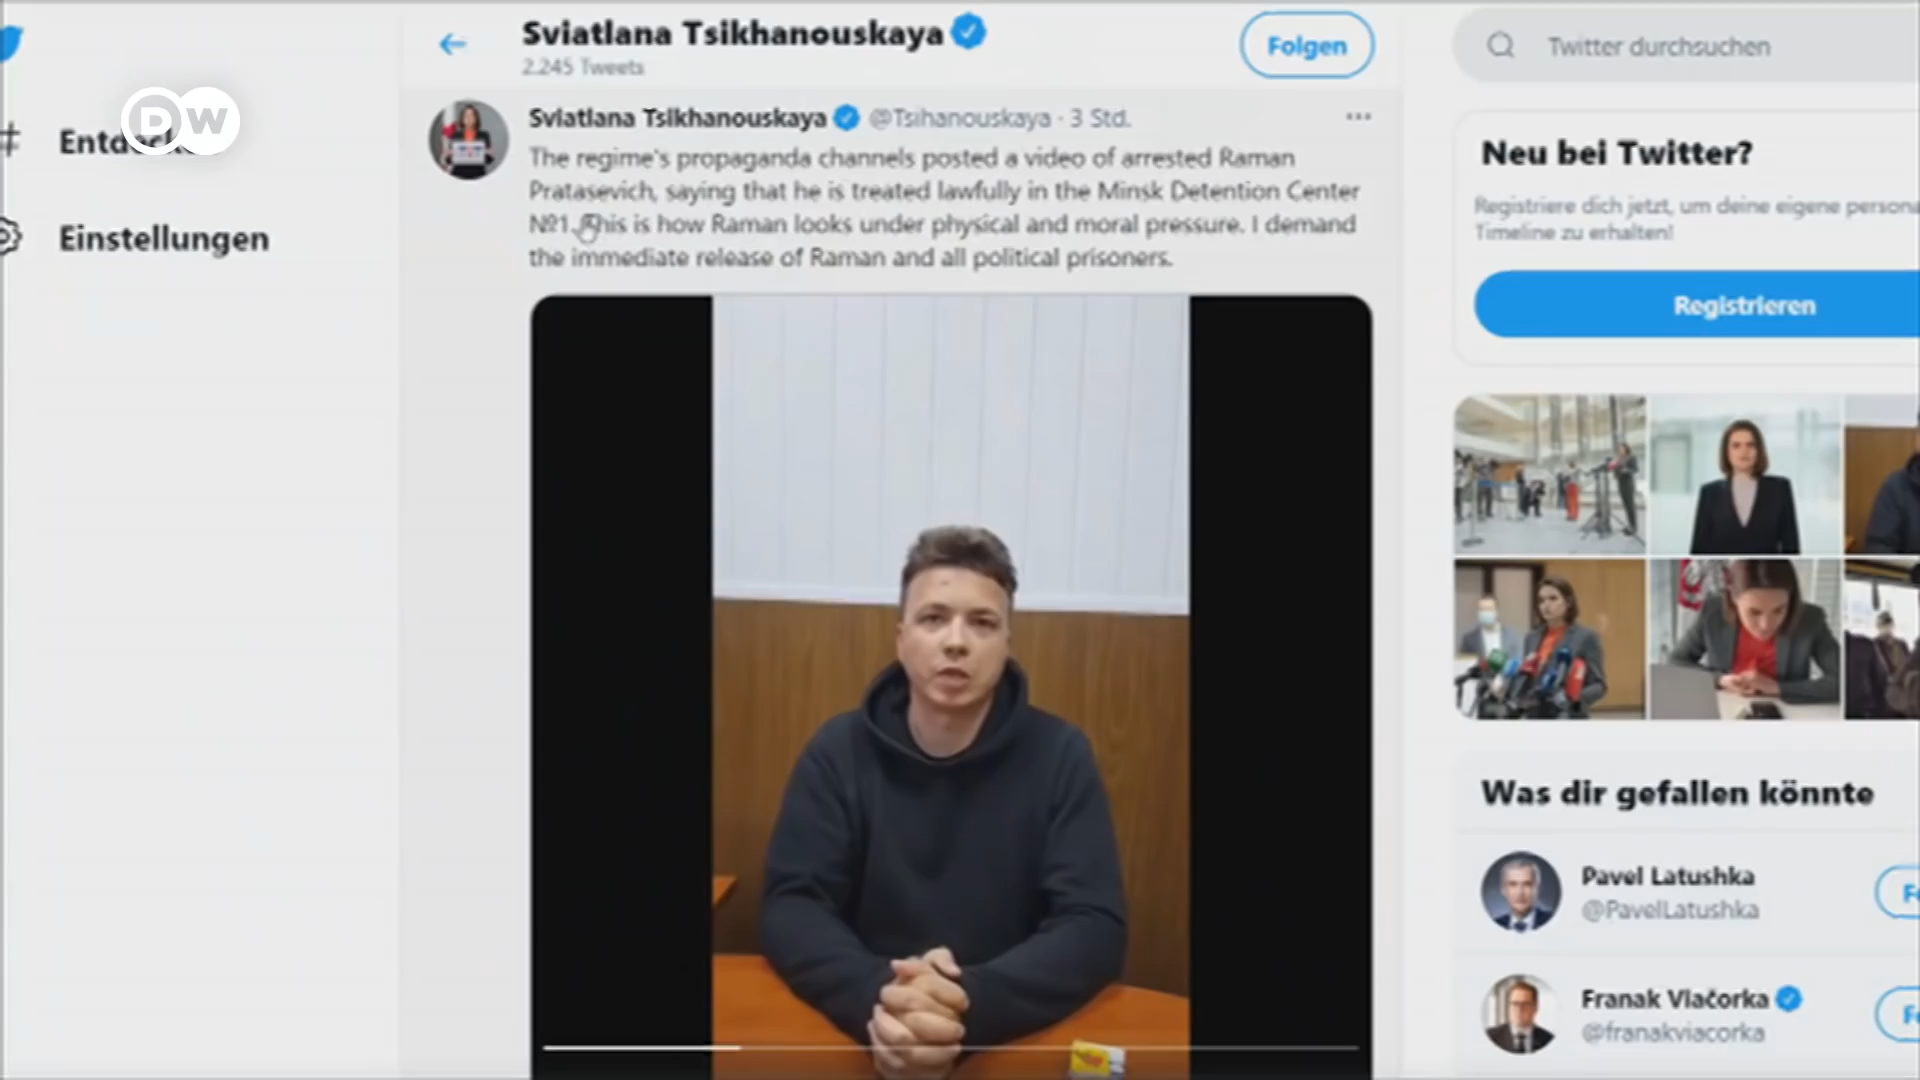 Sviatlana Tsikhanouskaya
2.245 Tweets
Folgen
Twitter durchsuchen
DW
Einstellungen
Sviatlana Tsikhanouskaya @Tsihanouskaya · 3 Std.
The regime's propaganda channels posted a video of arrested Raman
Pratasevich, saying that he is treated lawfully in the Minsk Detention Center
№1. This is how Raman looks under physical and moral pressure. I demand
the immediate release of Raman and all political prisoners.
Neu bei Twitter?
Registriere dich jetzt, um deine eigene
Timeline zu erhalten!
Registrieren
Was dir gefallen könnte
Pavel Latushka
@PavelLatushka
Franak Viačorka
@franakviacorka